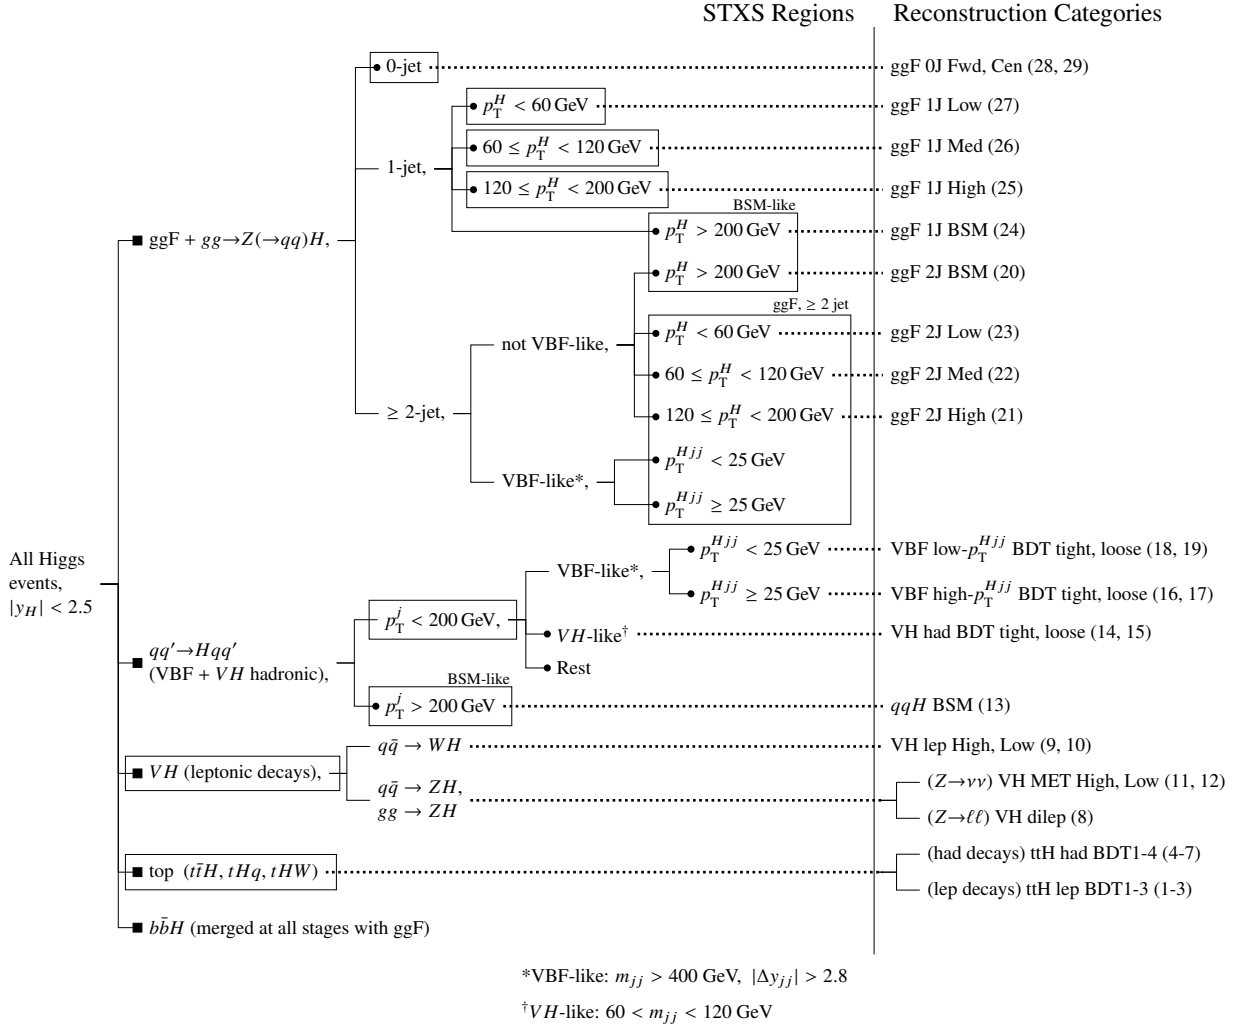 STXS Regions Reconstruction Categories
0-jet ggF 0J Fwd, Cen (28, 29)
p_T^H < 60 GeV ggF 1J Low (27)
60 ≤ p_T^H < 120 GeV ggF 1J Med (26)
1-jet,
120 ≤ p_T^H < 200 GeV ggF 1J High (25)
BSM-like
p_T^H > 200 GeV ggF 1J BSM (24)
ggF + gg→Z(→qq)H,
p_T^H > 200 GeV ggF 2J BSM (20)
ggF, ≥ 2 jet
p_T^H < 60 GeV ggF 2J Low (23)
not VBF-like,
60 ≤ p_T^H < 120 GeV ggF 2J Med (22)
≥ 2-jet,
120 ≤ p_T^H < 200 GeV ggF 2J High (21)
p_T^{Hjj} < 25 GeV
VBF-like*,
p_T^{Hjj} ≥ 25 GeV
All Higgs
events,
|y_H| < 2.5
p_T^{Hjj} < 25 GeV VBF low-p_T^{Hjj} BDT tight, loose (18, 19)
VBF-like*,
p_T^{Hjj} ≥ 25 GeV VBF high-p_T^{Hjj} BDT tight, loose (16, 17)
p_T^j < 200 GeV,
VH-like† VH had BDT tight, loose (14, 15)
qq′→Hqq′
(VBF + VH hadronic),
Rest
BSM-like
p_T^j > 200 GeV qqH BSM (13)
qq̄ → WH VH lep High, Low (9, 10)
VH (leptonic decays),
qq̄ → ZH,
gg → ZH
(Z→νν) VH MET High, Low (11, 12)
(Z→ℓℓ) VH dilep (8)
(had decays) ttH had BDT1-4 (4-7)
top (tt̄H, tHq, tHW)
(lep decays) ttH lep BDT1-3 (1-3)
bb̄H (merged at all stages with ggF)
*VBF-like: m_{jj} > 400 GeV, |Δy_{jj}| > 2.8
†VH-like: 60 < m_{jj} < 120 GeV